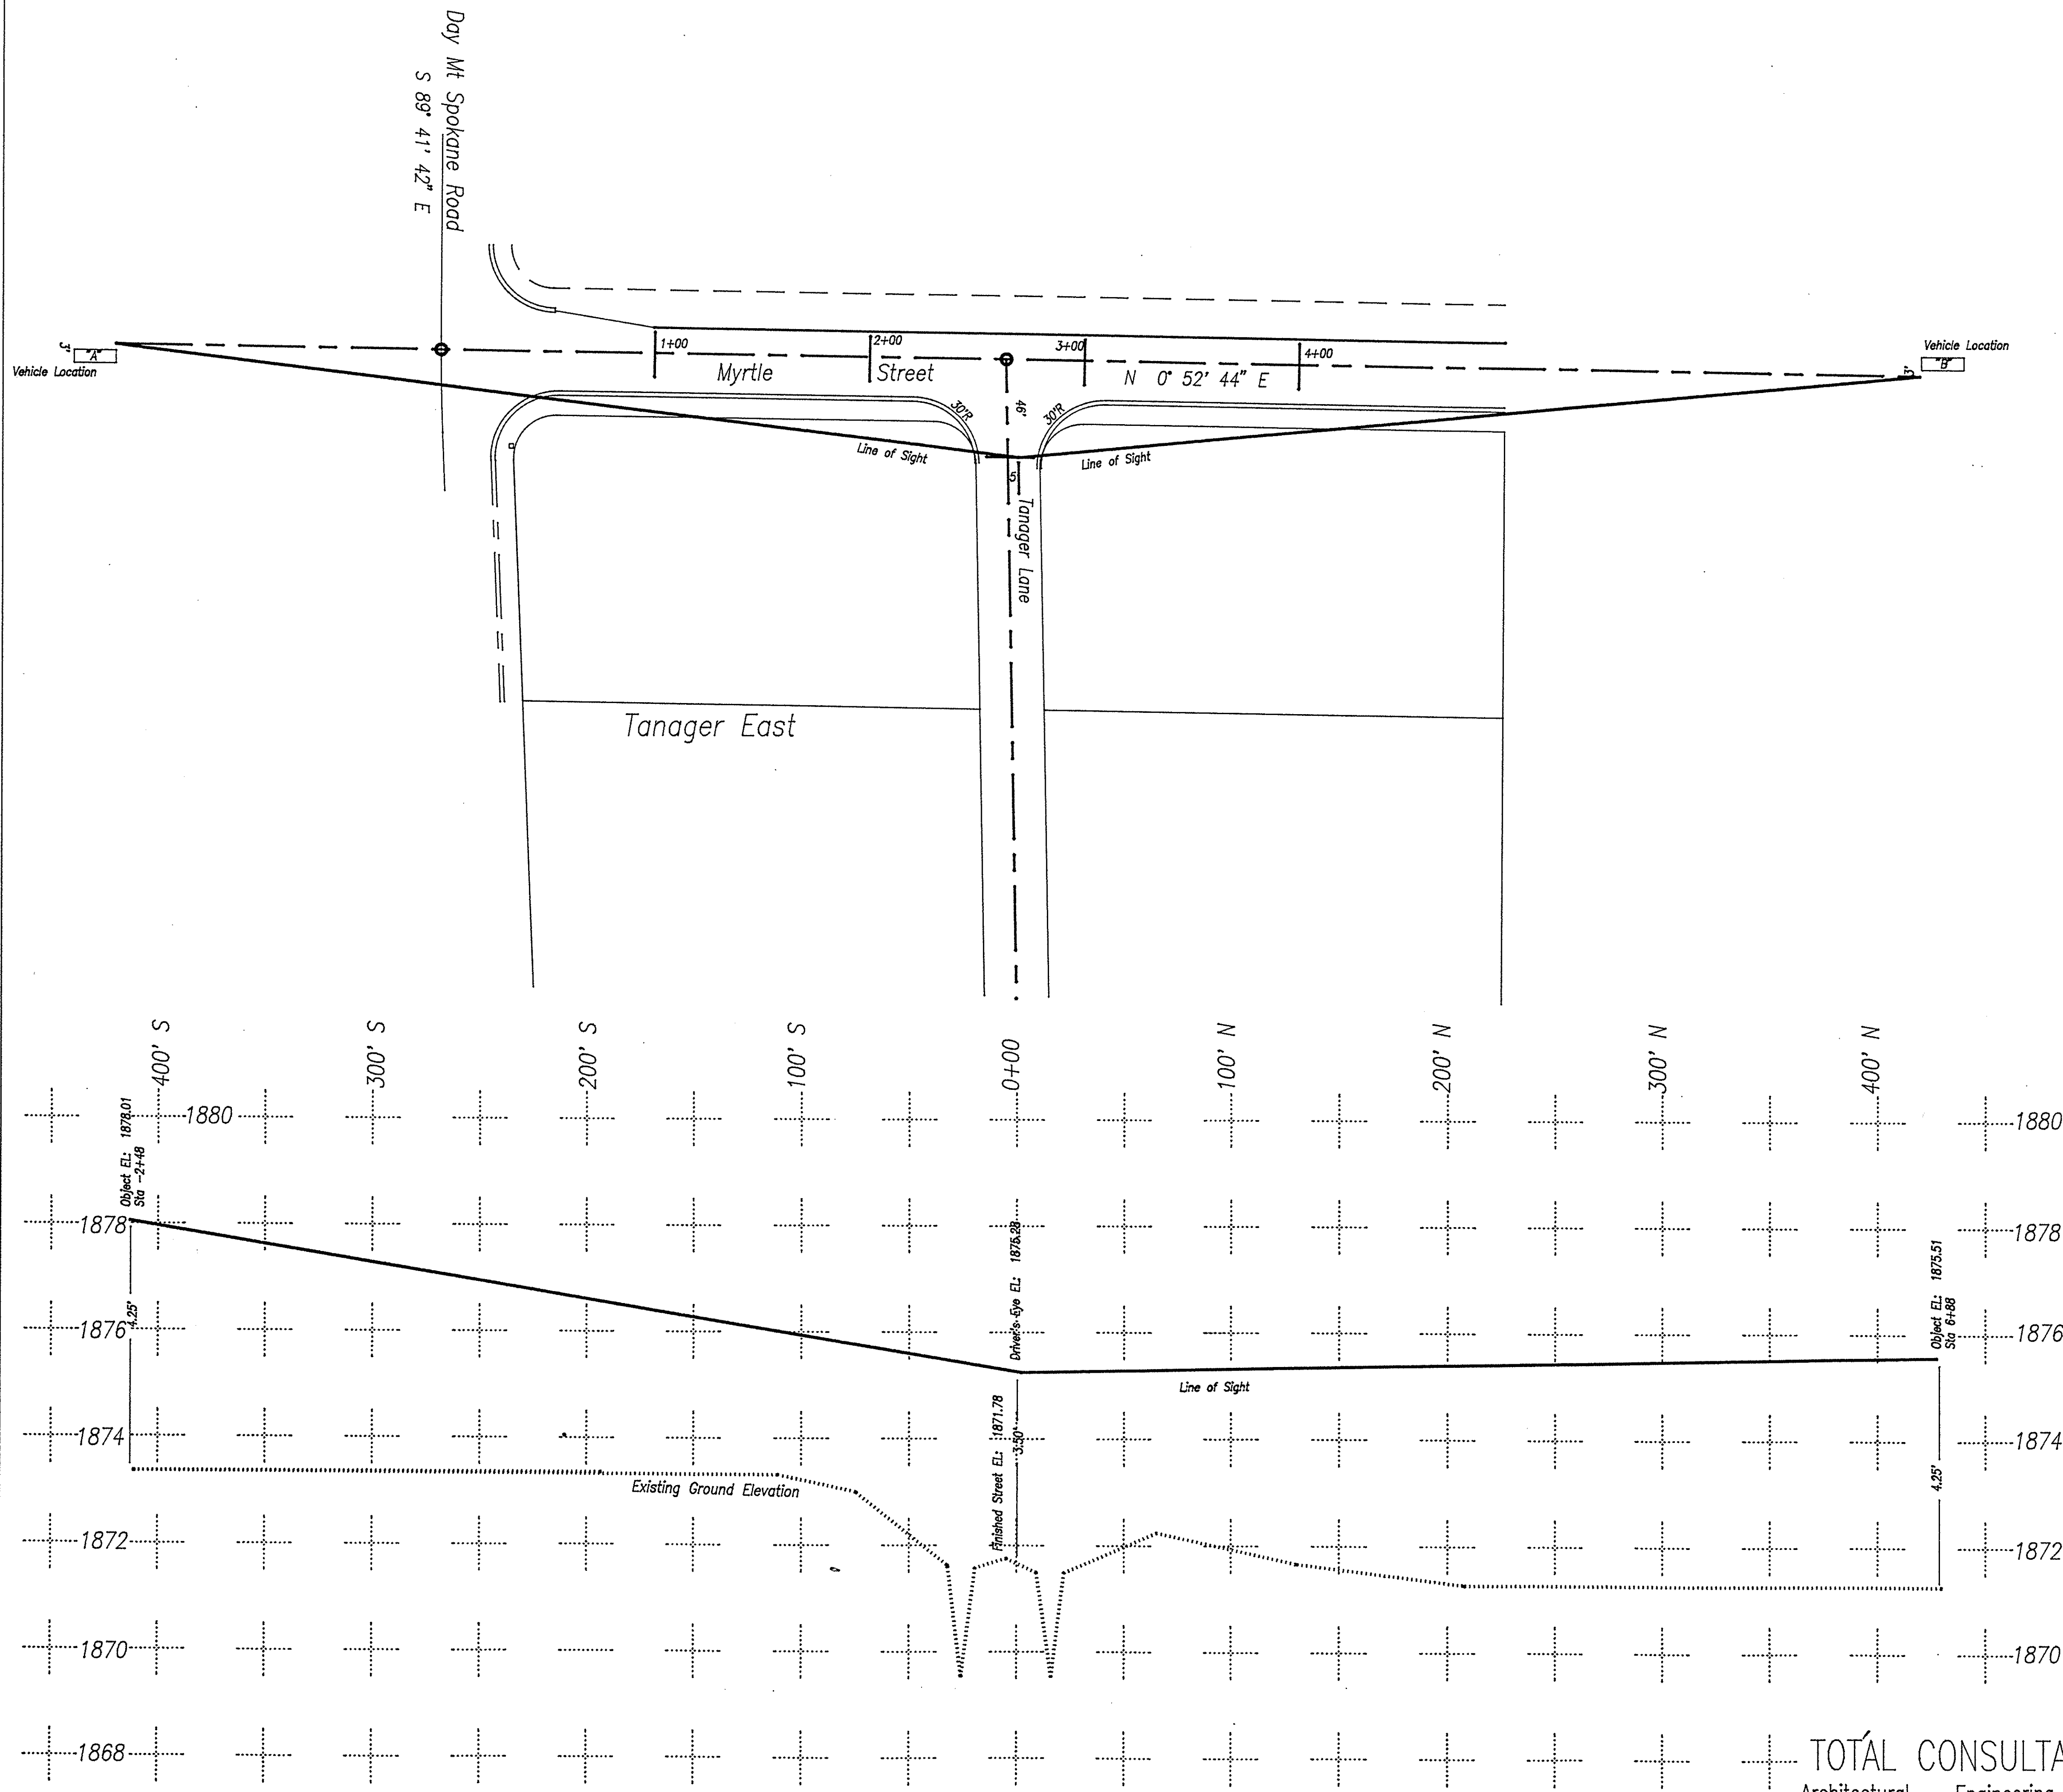 Day Mt Spokane Road
S 89° 41' 42" E
3'
"A"
Vehicle Location
1+00
2+00
3+00
4+00
Myrtle Street
N 0° 52' 44" E
Vehicle Location
"B"
3'
30'R
46'
30'R
Line of Sight
Line of Sight
5
Tanager Lane
Tanager East
400' S
300' S
200' S
100' S
0+00
100' N
200' N
300' N
400' N
1880
1880
Object EL: 1878.01
Sta -2+48
1878
1878
Driver's Eye EL: 1875.28
Object EL: 1875.51
Sta 6+88
4.25'
1876
1876
Line of Sight
Finished Street EL: 1871.78
3.50'
1874
1874
4.25'
Existing Ground Elevation
1872
1872
1870
1870
1868
TOTAL CONSULTA
Architectural Engineering